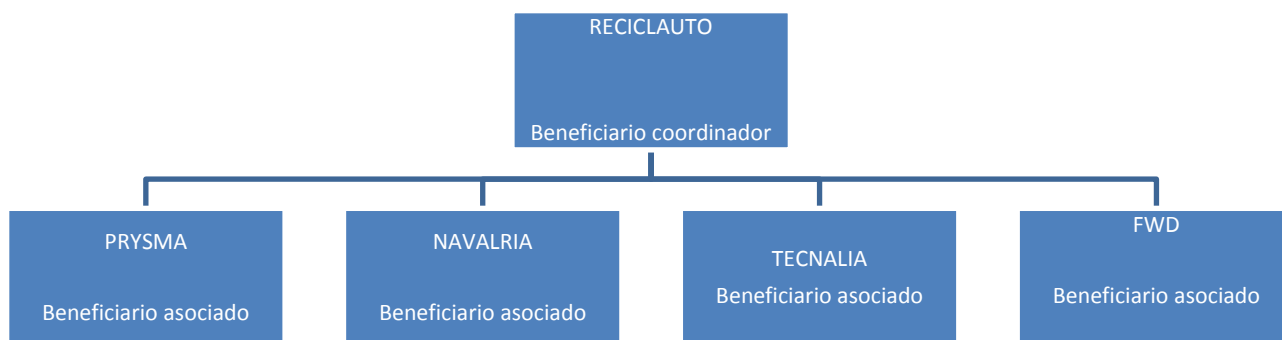 RECICLAUTO
Beneficiario coordinador
PRYSMA
Beneficiario asociado
NAVALRIA
Beneficiario asociado
TECNALIA
Beneficiario asociado
FWD
Beneficiario asociado